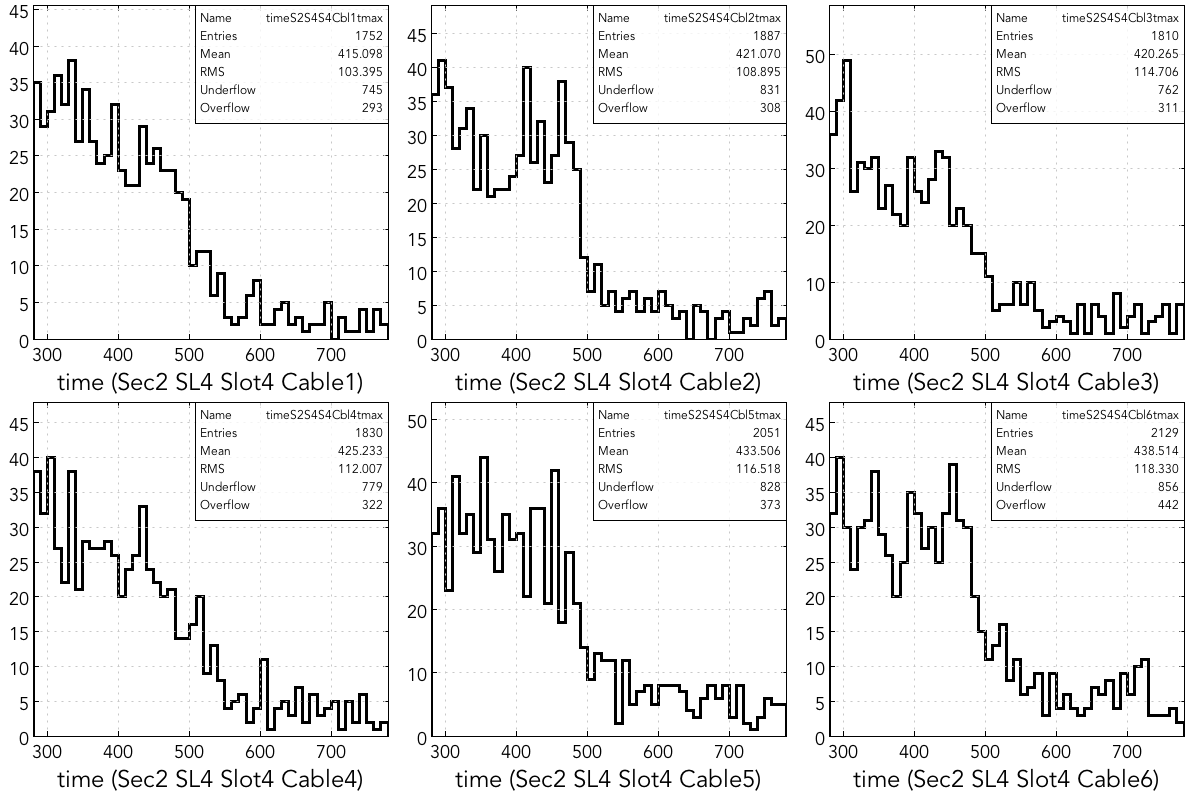 Name timeS2S4S4Cbl1tmax
Entries 1752
Mean 415.098
RMS 103.395
Underflow 745
Overflow 293
45
40
35
30
25
20
15
10
5
0
300 400 500 600 700
time (Sec2 SL4 Slot4 Cable1)
Name timeS2S4S4Cbl2tmax
Entries 1887
Mean 421.070
RMS 108.895
Underflow 831
Overflow 308
45
40
35
30
25
20
15
10
5
0
300 400 500 600 700
time (Sec2 SL4 Slot4 Cable2)
Name timeS2S4S4Cbl3tmax
Entries 1810
Mean 420.265
RMS 114.706
Underflow 762
Overflow 311
50
40
30
20
10
0
300 400 500 600 700
time (Sec2 SL4 Slot4 Cable3)
Name timeS2S4S4Cbl4tmax
Entries 1830
Mean 425.233
RMS 112.007
Underflow 779
Overflow 322
45
40
35
30
25
20
15
10
5
0
300 400 500 600 700
time (Sec2 SL4 Slot4 Cable4)
Name timeS2S4S4Cbl5tmax
Entries 2051
Mean 433.506
RMS 116.518
Underflow 828
Overflow 373
50
40
30
20
10
0
300 400 500 600 700
time (Sec2 SL4 Slot4 Cable5)
Name timeS2S4S4Cbl6tmax
Entries 2129
Mean 438.514
RMS 118.330
Underflow 856
Overflow 442
45
40
35
30
25
20
15
10
5
0
300 400 500 600 700
time (Sec2 SL4 Slot4 Cable6)